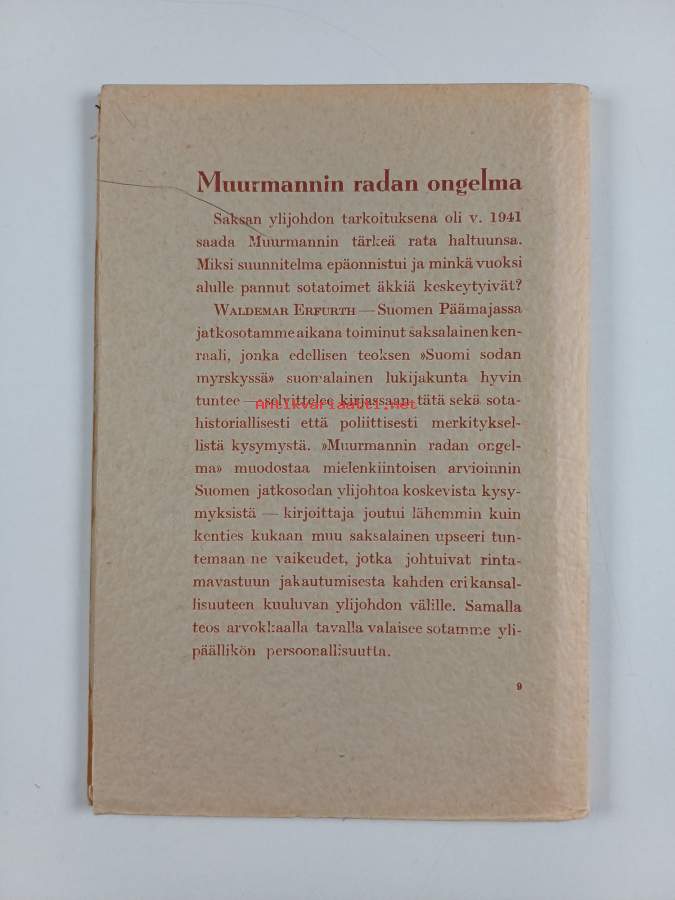 Muurmannin radan ongelma
Saksan ylijohdon tarkoituksena oli v. 1941
saada Muurmannin tärkeä rata haltuunsa.
Miksi suunnitelma epäonnistui ja minkä vuoksi
alulle pannut sotatoimet äkkiä keskeytyivät?
WALDEMAR ERFURTH — Suomen Päämajassa
jatkosotamme aikana toiminut saksalainen ken-
raali, jonka edellisen teoksen »Suomi sodan
myrskyssä» suomalainen lukijakunta hyvin
tuntee — selvittelee kirjassaan tätä sekä sota-
Antikvariaatti.net
historiallisesti että poliittisesti merkityksel-
listä kysymystä. »Muurmannin radan ongel-
ma» muodostaa mielenkiintoisen arvioinnin
Suomen jatkosodan ylijohtoa koskevista kysy-
myksistä — kirjoittaja joutui lähemmin kuin
kenties kukaan muu saksalainen upseeri tun-
temaan ne vaikeudet, jotka johtuivat rinta-
mavastuun jakautumisesta kahden eri kansal-
lisuuteen kuuluvan ylijohdon välille. Samalla
teos arvokkaalla tavalla valaisee sotamme yli-
päällikön persoonallisuutta.
9